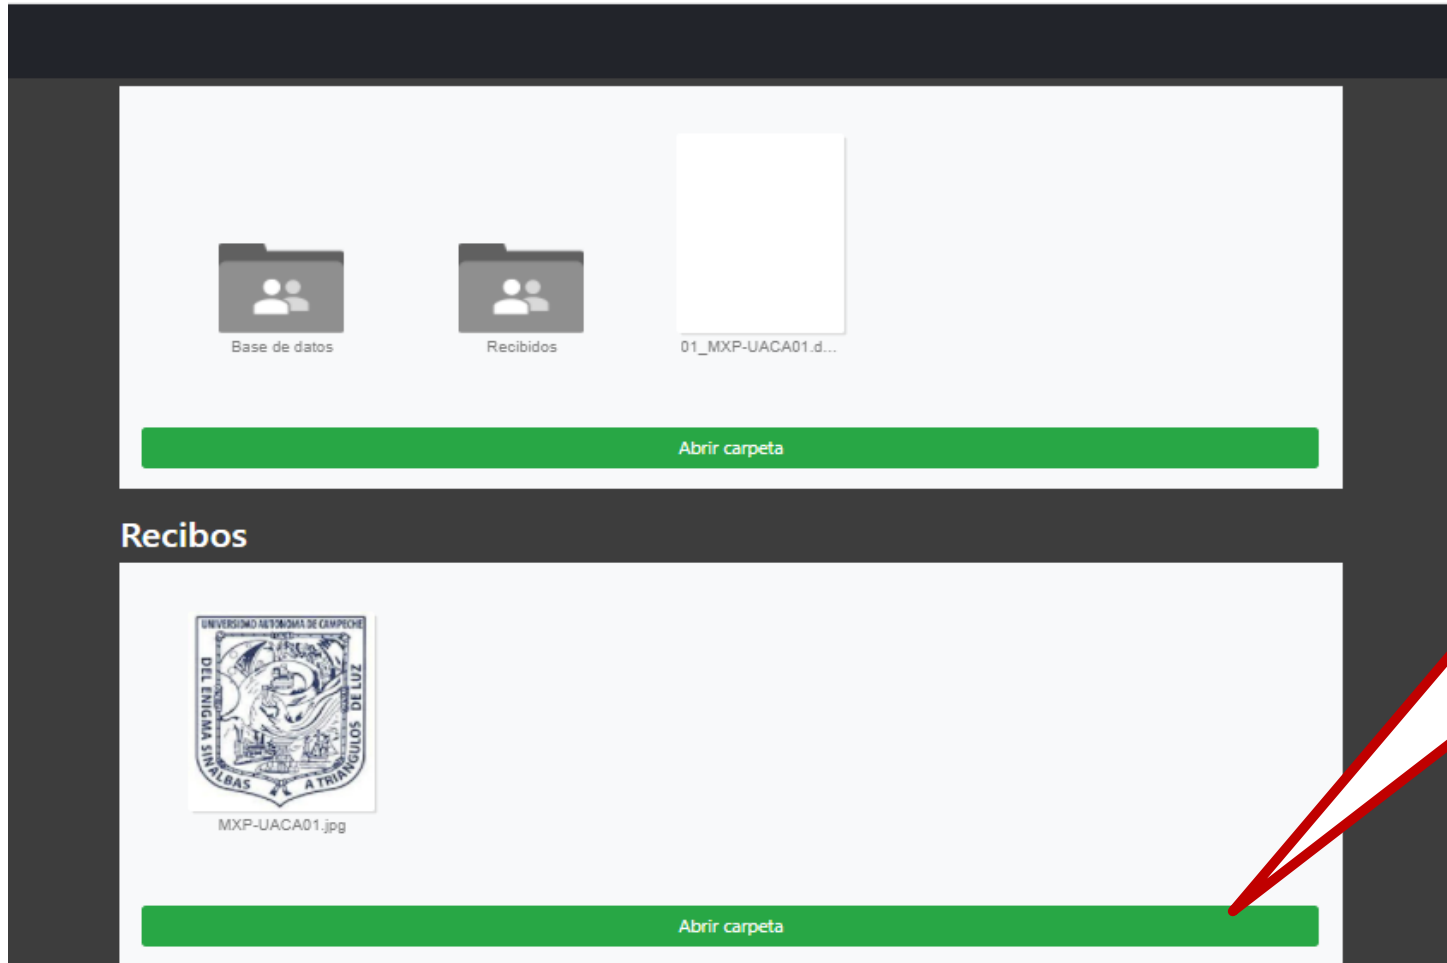 Base de datos
Recibidos
01_MXP-UACA01.d...
Abrir carpeta
Recibos
UNIVERSIDAD AUTONOMA DE CAMPECHE
DEL ENIGMA SIN ALBAS A TRIANGULOS DE LUZ
MXP-UACA01.jpg
Abrir carpeta